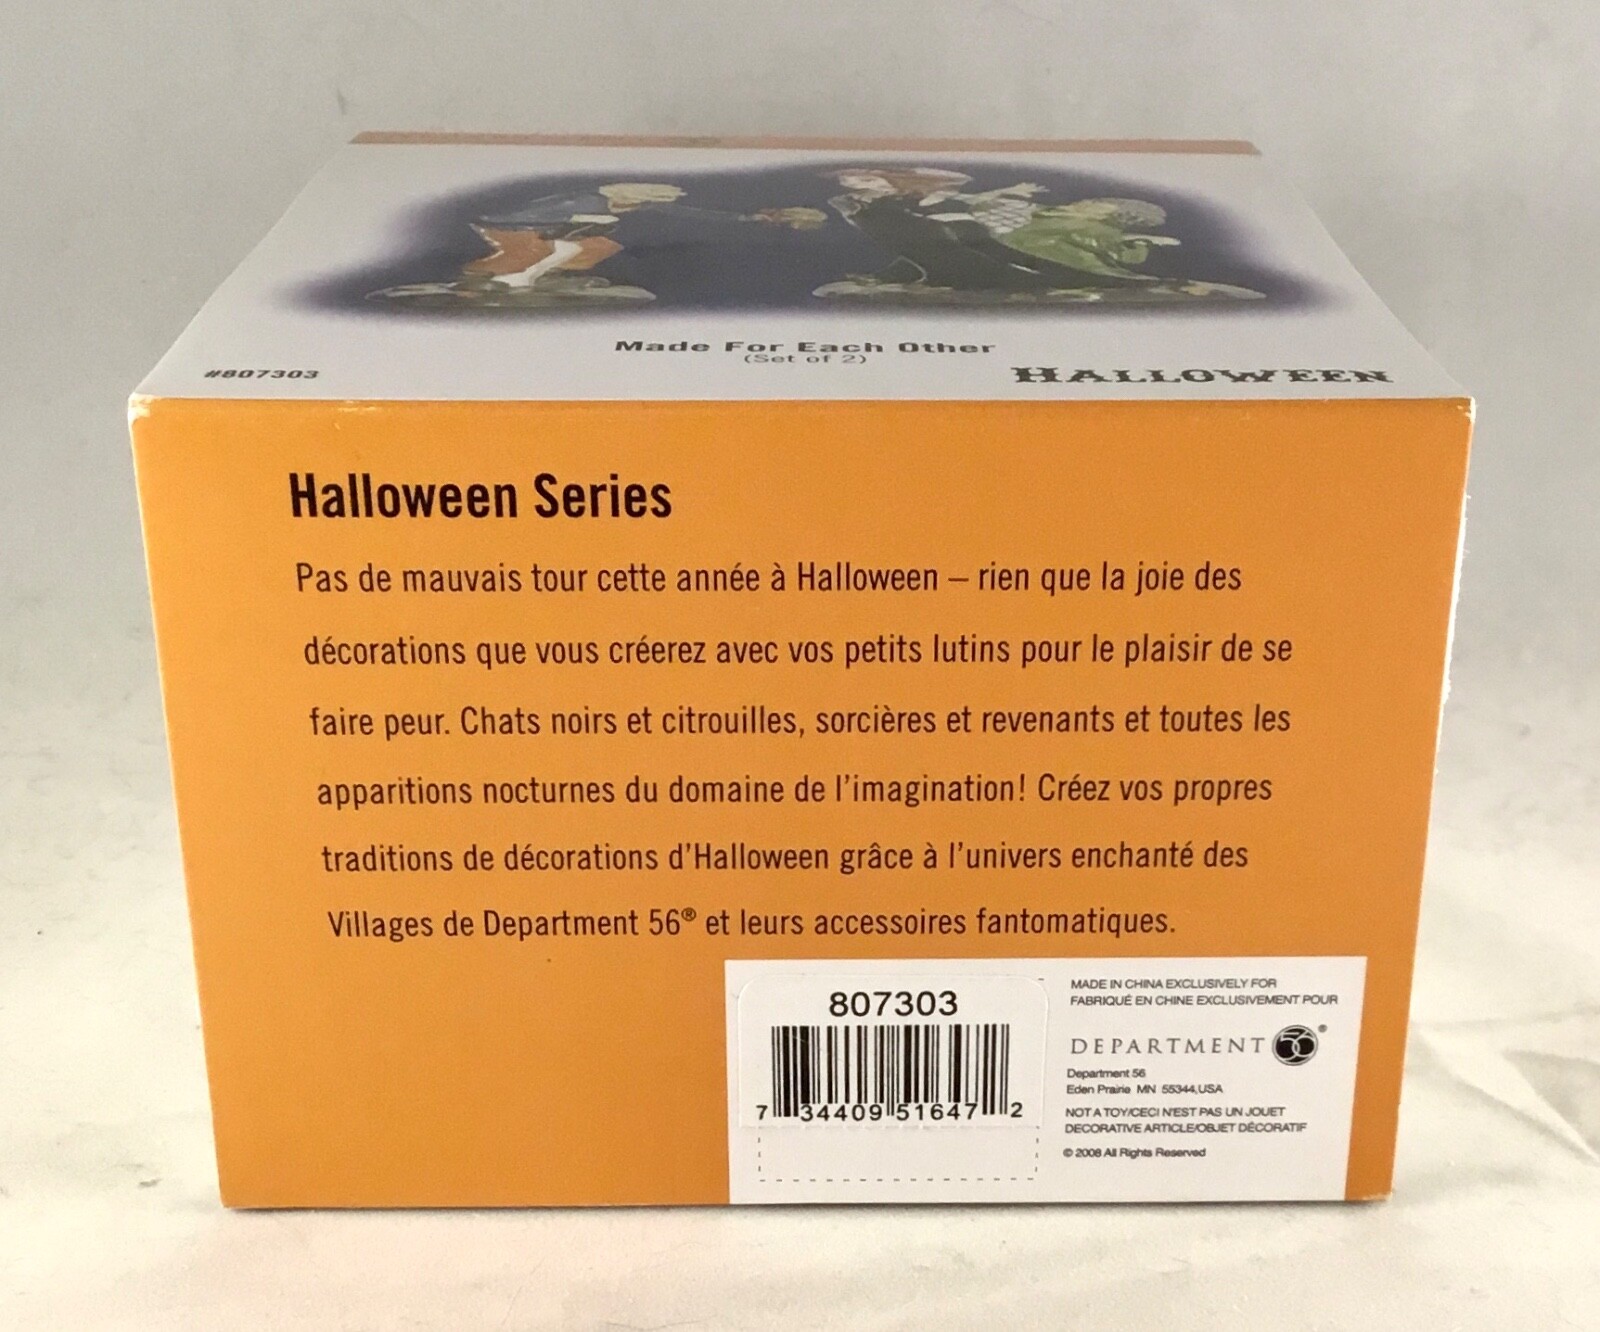 Made For Each Other
(Set of 2)
#807303
HALLOWEEN
Halloween Series
Pas de mauvais tour cette année à Halloween – rien que la joie des
décorations que vous créerez avec vos petits lutins pour le plaisir de se
faire peur. Chats noirs et citrouilles, sorcières et revenants et toutes les
apparitions nocturnes du domaine de l'imagination! Créez vos propres
traditions de décorations d'Halloween grâce à l'univers enchanté des
Villages de Department 56® et leurs accessoires fantomatiques.
807303
7 34409 51647 2
MADE IN CHINA EXCLUSIVELY FOR
FABRIQUÉ EN CHINE EXCLUSIVEMENT POUR
DEPARTMENT 56®
Department 56
Eden Prairie MN 55344,USA
NOT A TOY/CECI N'EST PAS UN JOUET
DECORATIVE ARTICLE/OBJET DÉCORATIF
© 2008 All Rights Reserved